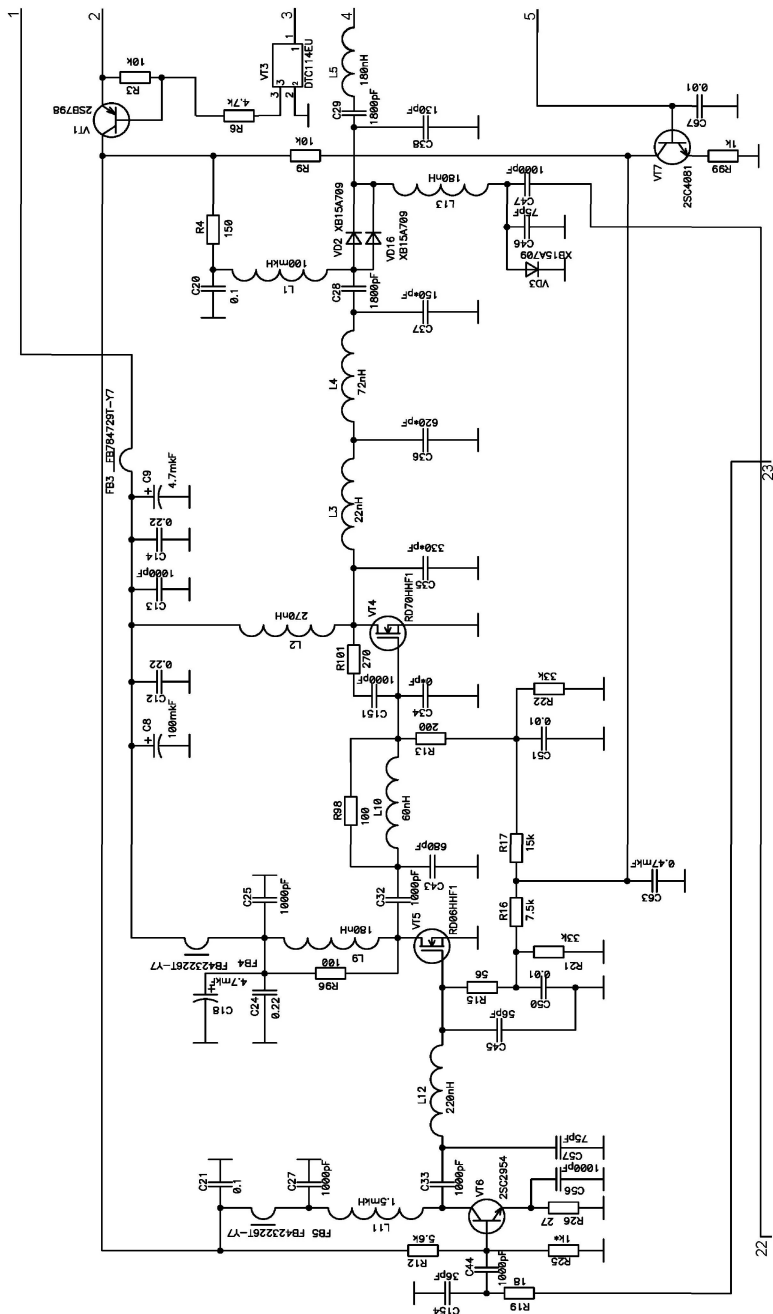 1
2
3
4
5
10k
R3
2SB798
VT1
VT3
DTC114EU
1
3
3
2
2
4.7k
R6
L5
180nH
C29
1800pF
130pF
C38
0.01
C67
1k
R99
VT7
2SC4081
10k
R9
R4
150
100mkH
L1
C20
0.1
VD2
XB15A709
VD16
XB15A709
180nH
L13
1000pF
C47
75pF
C46
XB15A709
VD3
C28
1800pF
150*pF
C37
L4
72nH
620*pF
C36
L3
22nH
330*pF
C35
FB3
FB784729T-Y7
C9
4.7mkF
0.22
C14
1000pF
C13
270nH
L2
VT4
RD70HHF1
R101
270
1000pF
C151
0*pF
C34
0.22
C12
C8
100mkF
33k
R22
0.01
C51
200
R13
R98
100
L10
60nH
680pF
C43
R17
15k
0.47mkF
C63
R16
7.5k
C25
1000pF
C32
1000pF
VT5
RD06HHF1
180nH
L9
100
R96
FB4
FB423226T-Y7
4.7mkF
C18
C24
0.22
33k
R21
0.01
C50
56
R15
56pF
C45
L12
220nH
75pF
C57
1000pF
C56
C21
0.1
C27
1000pF
C33
1000pF
FB5
FB423226T-Y7
1.5mkH
L11
VT6
2SC2954
R26
27
1k*
R25
5.6k
R12
C44
1000pF
36pF
C154
18
R19
22
23